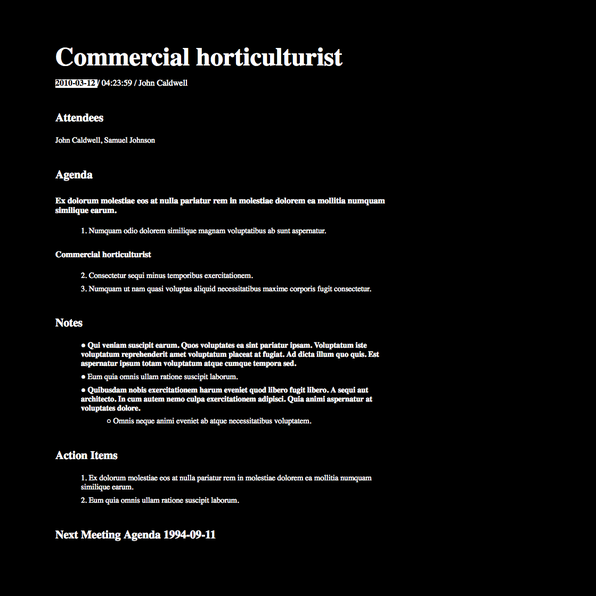 Commercial horticulturist
2010-03-12 / 04:23:59 / John Caldwell
Attendees
John Caldwell, Samuel Johnson
Agenda
Ex dolorum molestiae eos at nulla pariatur rem in molestiae dolorem ea mollitia numquam
similique earum.
1. Numquam odio dolorem similique magnam voluptatibus ab sunt aspernatur.
Commercial horticulturist
2. Consectetur sequi minus temporibus exercitationem.
3. Numquam ut nam quasi voluptas aliquid necessitatibus maxime corporis fugit consectetur.
Notes
● Qui veniam suscipit earum. Quos voluptates ea sint pariatur ipsam. Voluptatum iste
voluptatum reprehenderit amet voluptatum placeat at fugiat. Ad dicta illum quo quis. Est
aspernatur ipsum totam voluptatum atque cumque tempora sed.
● Eum quia omnis ullam ratione suscipit laborum.
● Quibusdam nobis exercitationem harum eveniet quod libero fugit libero. A sequi aut
architecto. In cum autem nemo culpa exercitationem adipisci. Quia animi aspernatur at
voluptates dolore.
○ Omnis neque animi eveniet ab atque necessitatibus voluptatem.
Action Items
1. Ex dolorum molestiae eos at nulla pariatur rem in molestiae dolorem ea mollitia numquam
similique earum.
2. Eum quia omnis ullam ratione suscipit laborum.
Next Meeting Agenda 1994-09-11